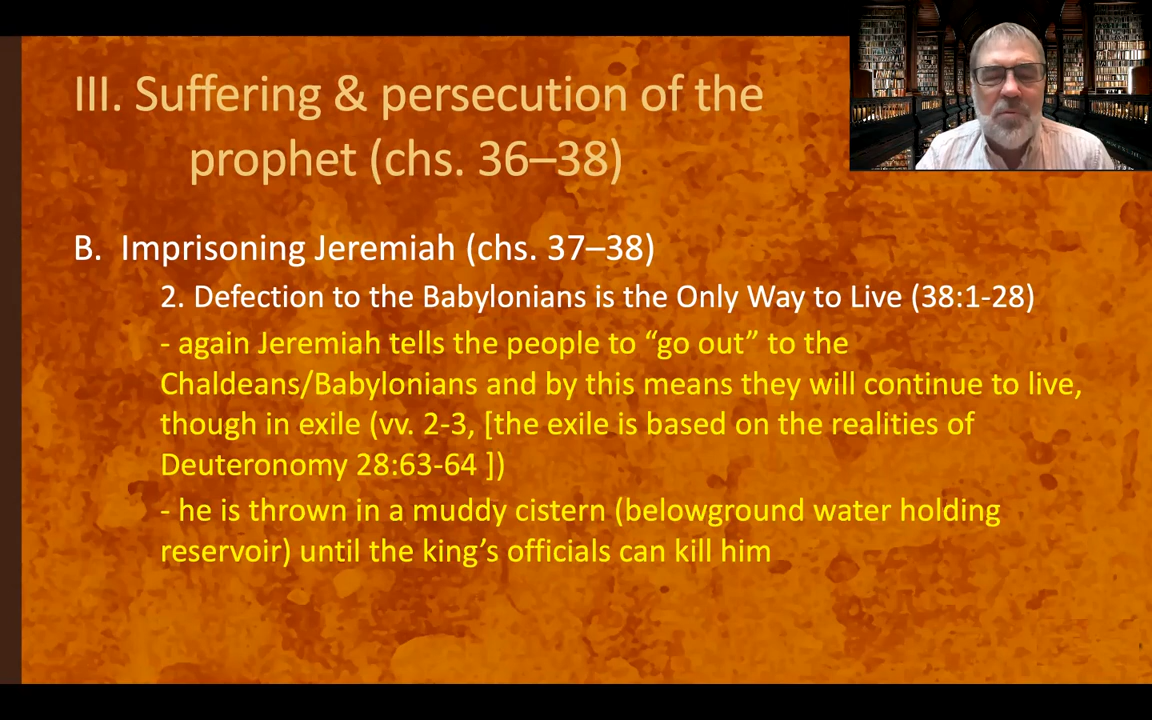 III. Suffering & persecution of the
prophet (chs. 36–38)
B. Imprisoning Jeremiah (chs. 37–38)
2. Defection to the Babylonians is the Only Way to Live (38:1-28)
- again Jeremiah tells the people to “go out” to the
Chaldeans/Babylonians and by this means they will continue to live,
though in exile (vv. 2-3, [the exile is based on the realities of
Deuteronomy 28:63-64 ])
- he is thrown in a muddy cistern (belowground water holding
reservoir) until the king’s officials can kill him